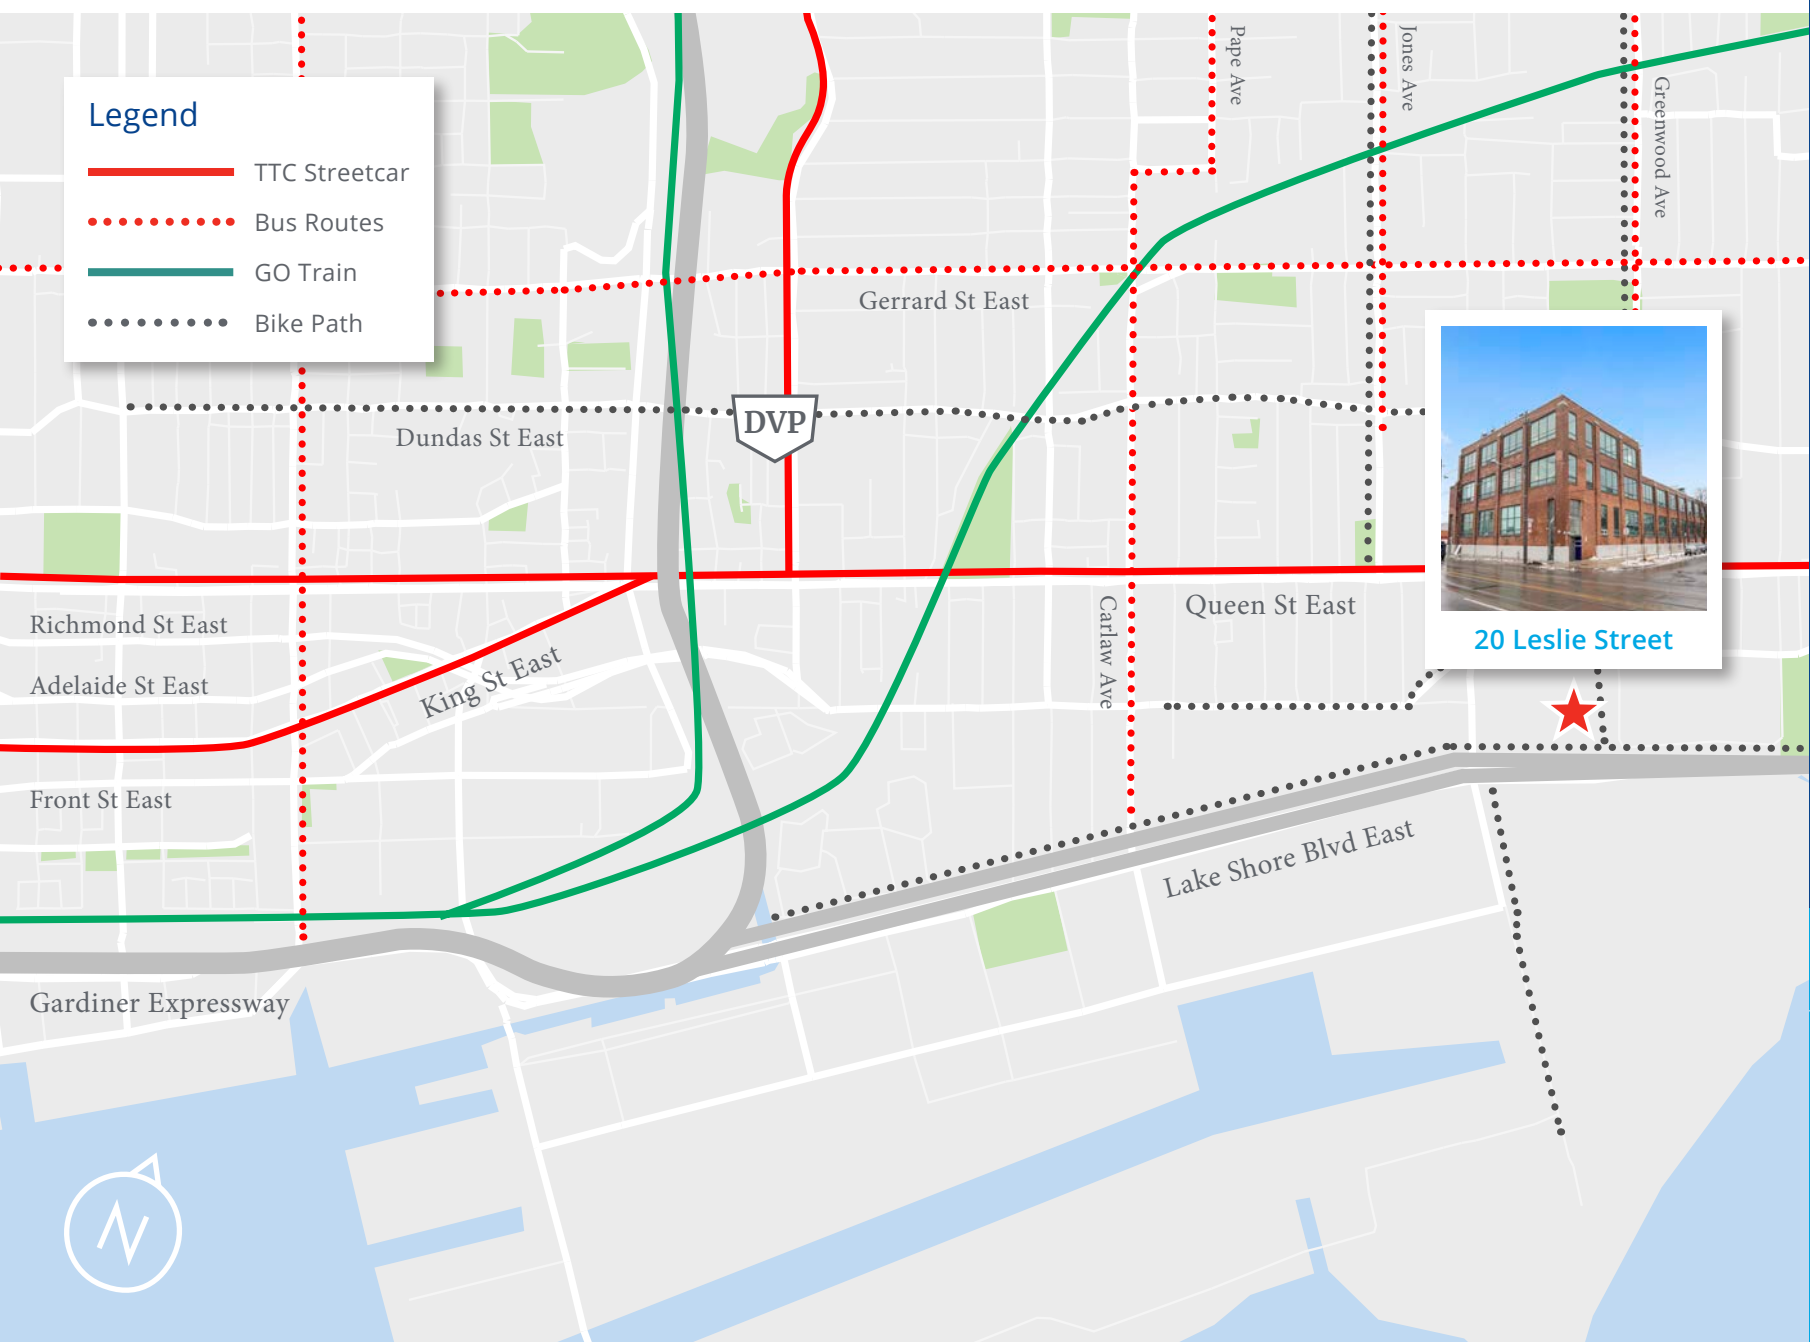 Legend
TTC Streetcar
Bus Routes
GO Train
Bike Path
Pape Ave
Jones Ave
Greenwood Ave
Gerrard St East
DVP
Dundas St East
Queen St East
Carlaw Ave
20 Leslie Street
Richmond St East
Adelaide St East
King St East
Front St East
Lake Shore Blvd East
Gardiner Expressway
N